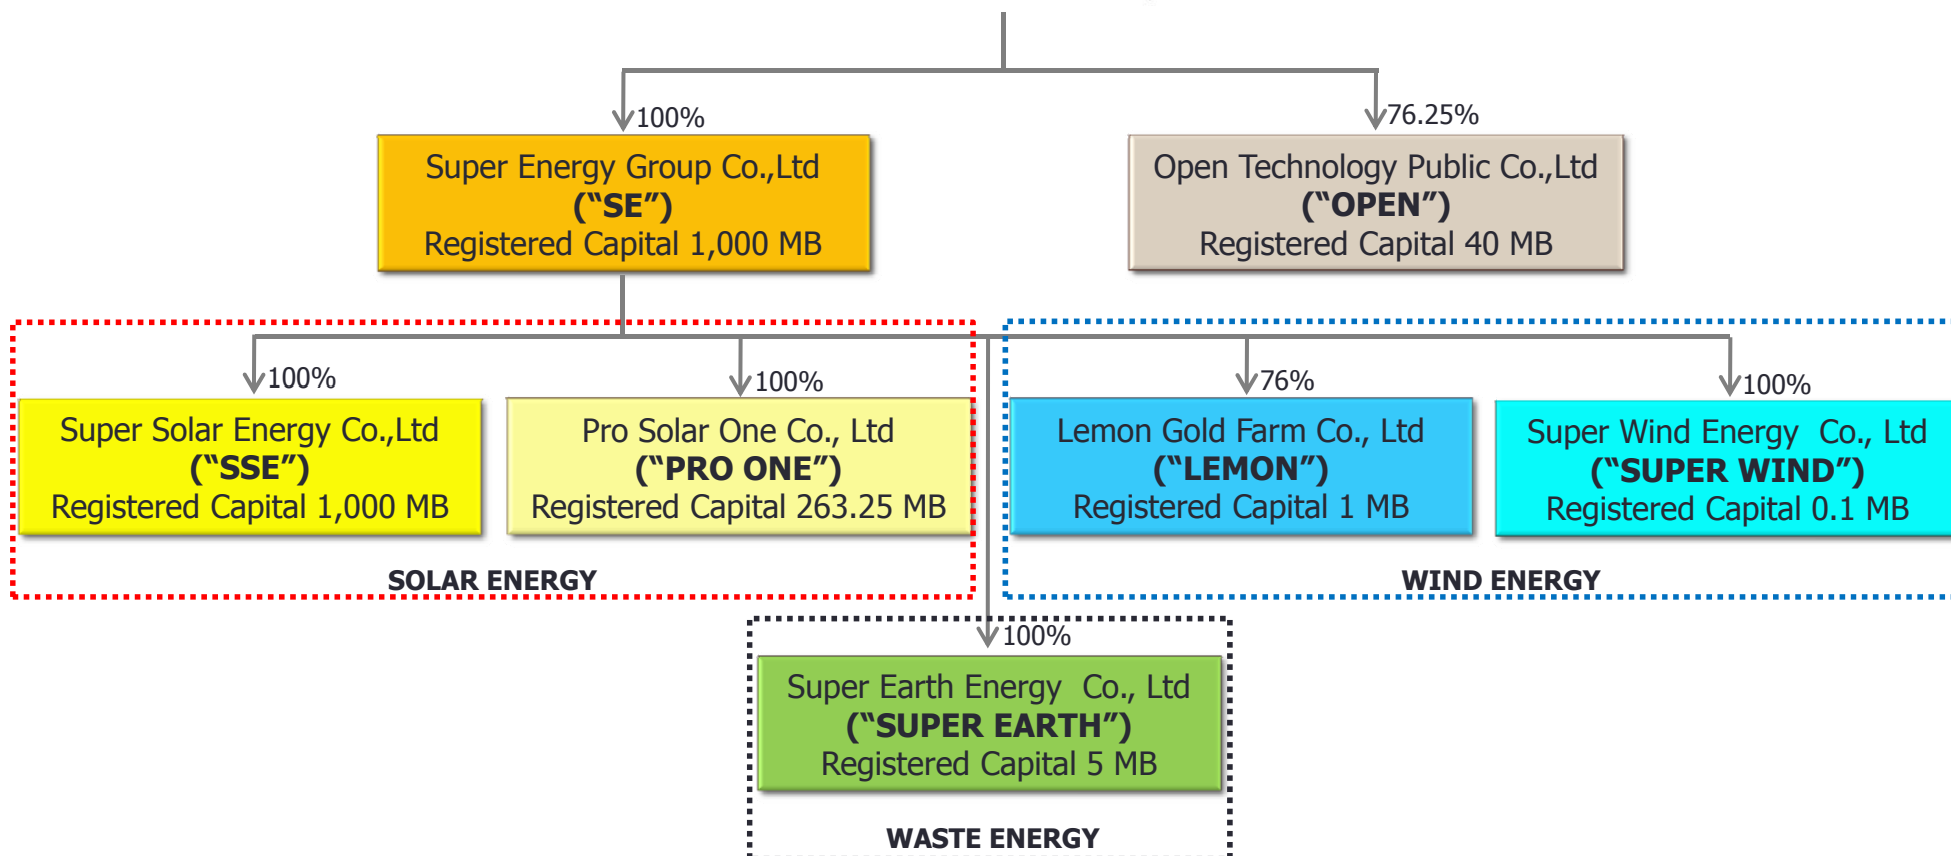 100%
76.25%
Super Energy Group Co.,Ltd
(“SE”)
Registered Capital 1,000 MB
Open Technology Public Co.,Ltd
(“OPEN”)
Registered Capital 40 MB
100%
100%
76%
100%
Super Solar Energy Co.,Ltd
(“SSE”)
Registered Capital 1,000 MB
Pro Solar One Co., Ltd
(“PRO ONE”)
Registered Capital 263.25 MB
Lemon Gold Farm Co., Ltd
(“LEMON”)
Registered Capital 1 MB
Super Wind Energy  Co., Ltd
(“SUPER WIND”)
Registered Capital 0.1 MB
SOLAR ENERGY
WIND ENERGY
100%
Super Earth Energy  Co., Ltd
(“SUPER EARTH”)
Registered Capital 5 MB
WASTE ENERGY